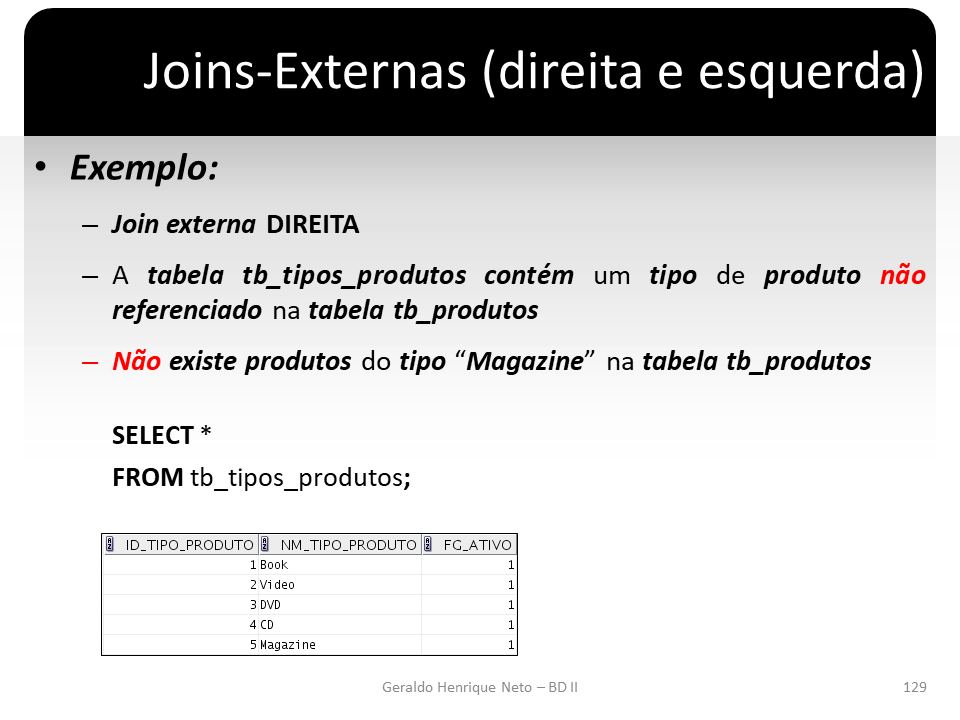 Joins-Externas (direita e esquerda)
• Exemplo:
– Join externa DIREITA
– A tabela tb_tipos_produtos contém um tipo de produto não
referenciado na tabela tb_produtos
– Não existe produtos do tipo “Magazine” na tabela tb_produtos
SELECT *
FROM tb_tipos_produtos;
ID_TIPO_PRODUTO NM_TIPO_PRODUTO FG_ATIVO
1 Book 1
2 Video 1
3 DVD 1
4 CD 1
5 Magazine 1
Geraldo Henrique Neto – BD II 129